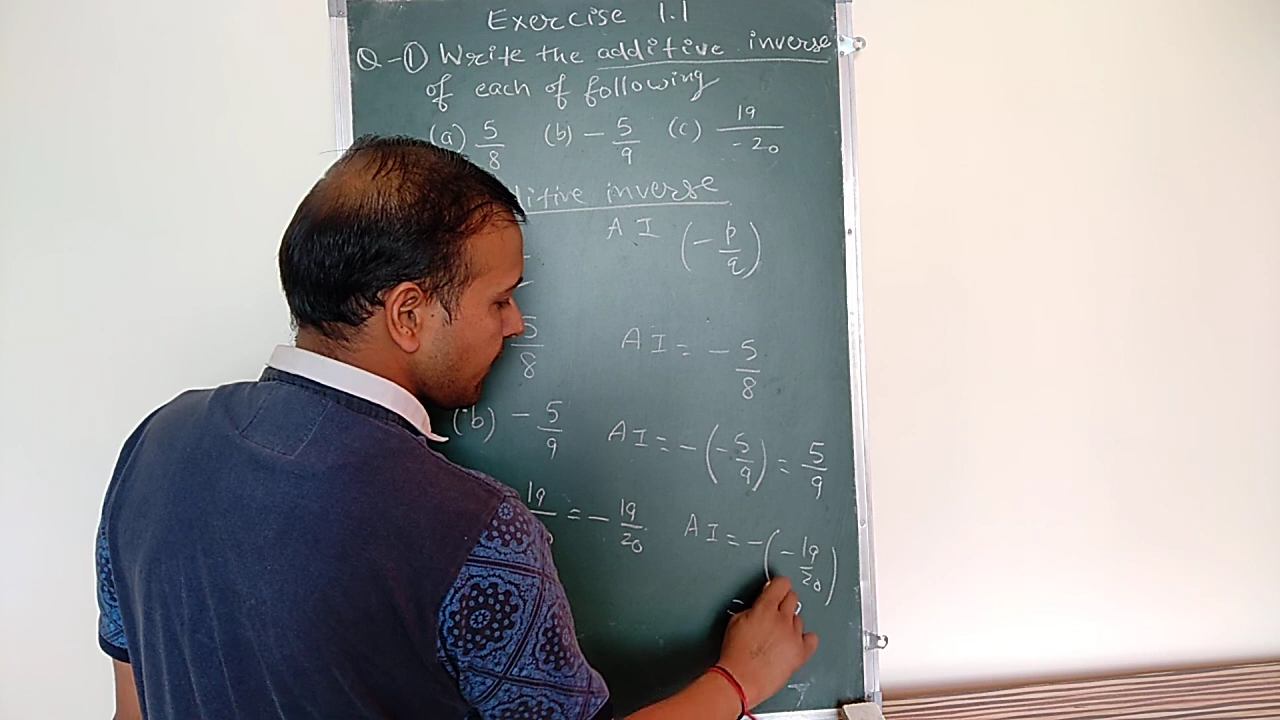 Exercise 1.1
Q-① Write the additive inverse
of each of following
(a) 5/8 (b) - 5/9 (c) 19/-20
inverse
A I (- p/q)
5/8 A I = - 5/8
(b) - 5/9 A I = - (- 5/9) = 5/9
19 = - 19/20 A I = - (- 19/20)
=